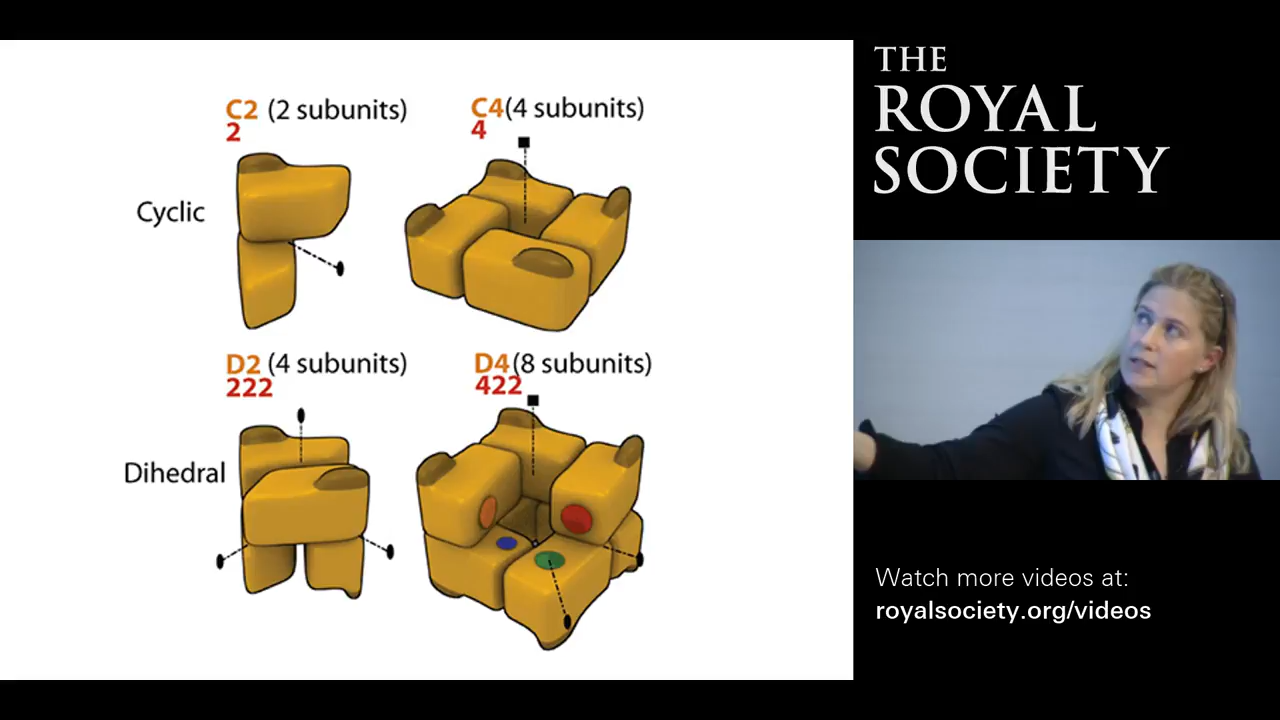 C2 (2 subunits)
2
C4 (4 subunits)
4
Cyclic
D2 (4 subunits)
222
D4 (8 subunits)
422
Dihedral
THE
ROYAL
SOCIETY
Watch more videos at:
royalsociety.org/videos